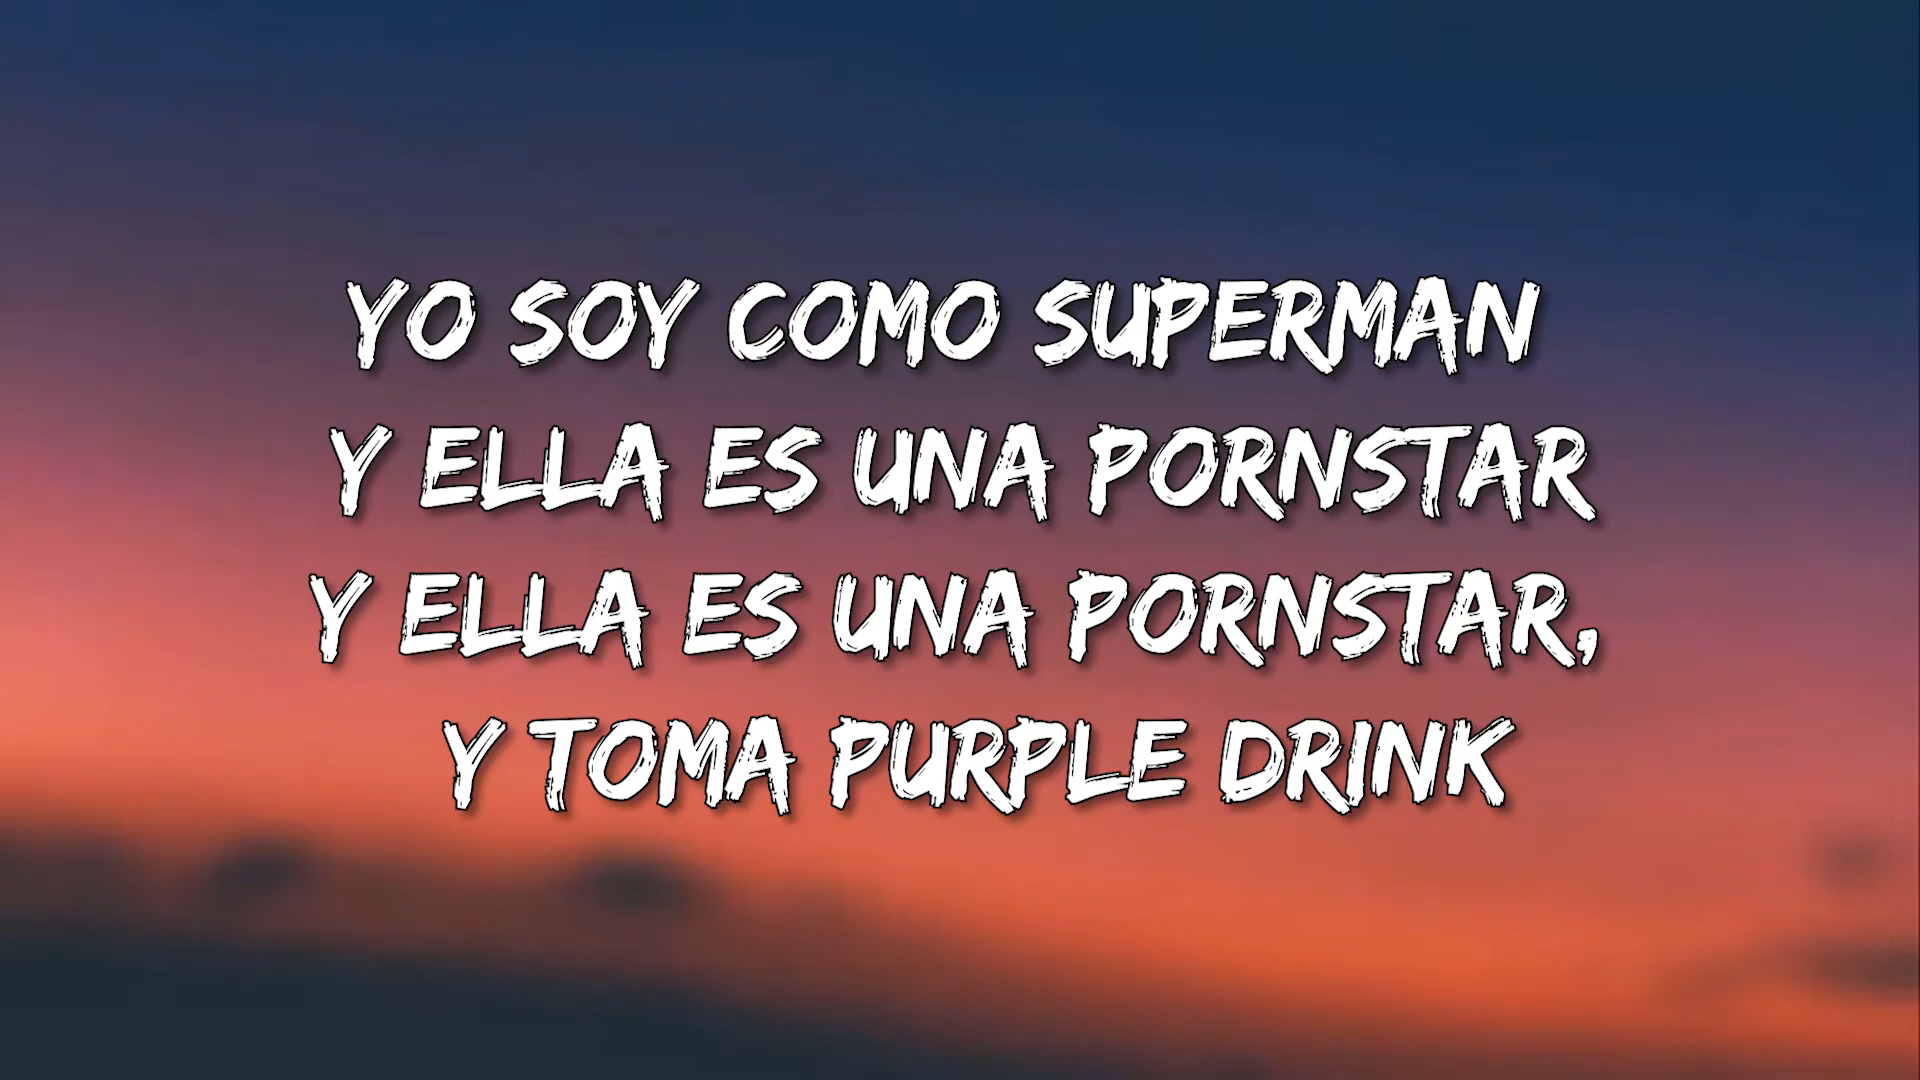 YO SOY COMO SUPERMAN
Y ELLA ES UNA PORNSTAR
Y ELLA ES UNA PORNSTAR,
Y TOMA PURPLE DRINK